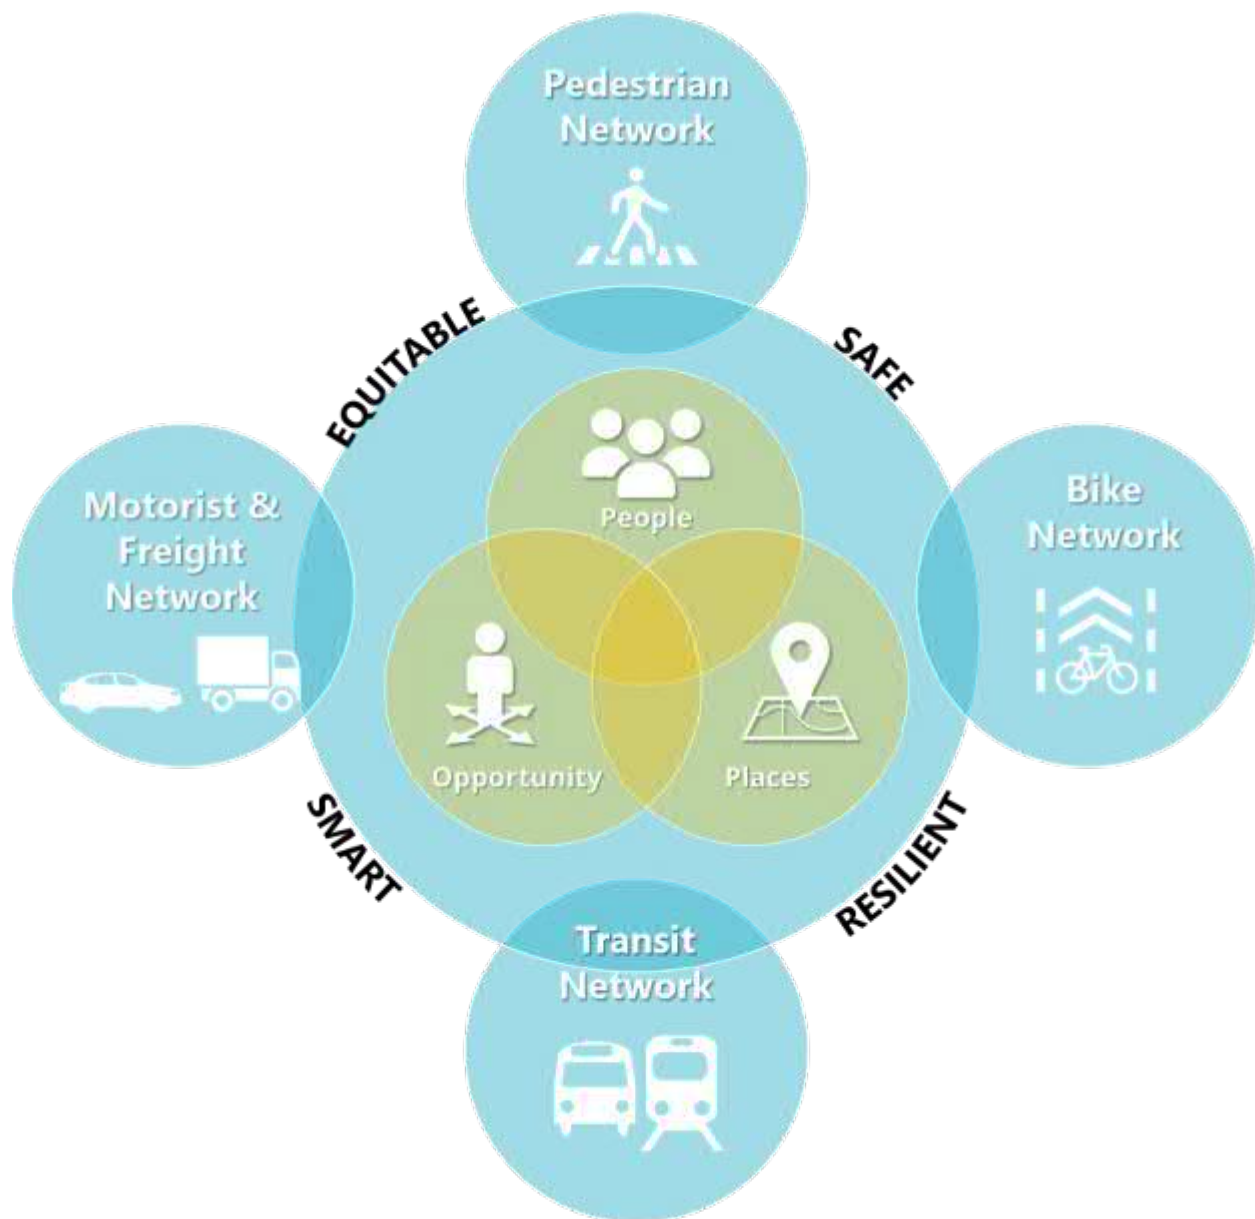 Pedestrian
Network
EQUITABLE
SAFE
People
Motorist &
Freight
Network
Bike
Network
Opportunity
Places
SMART
RESILIENT
Transit
Network